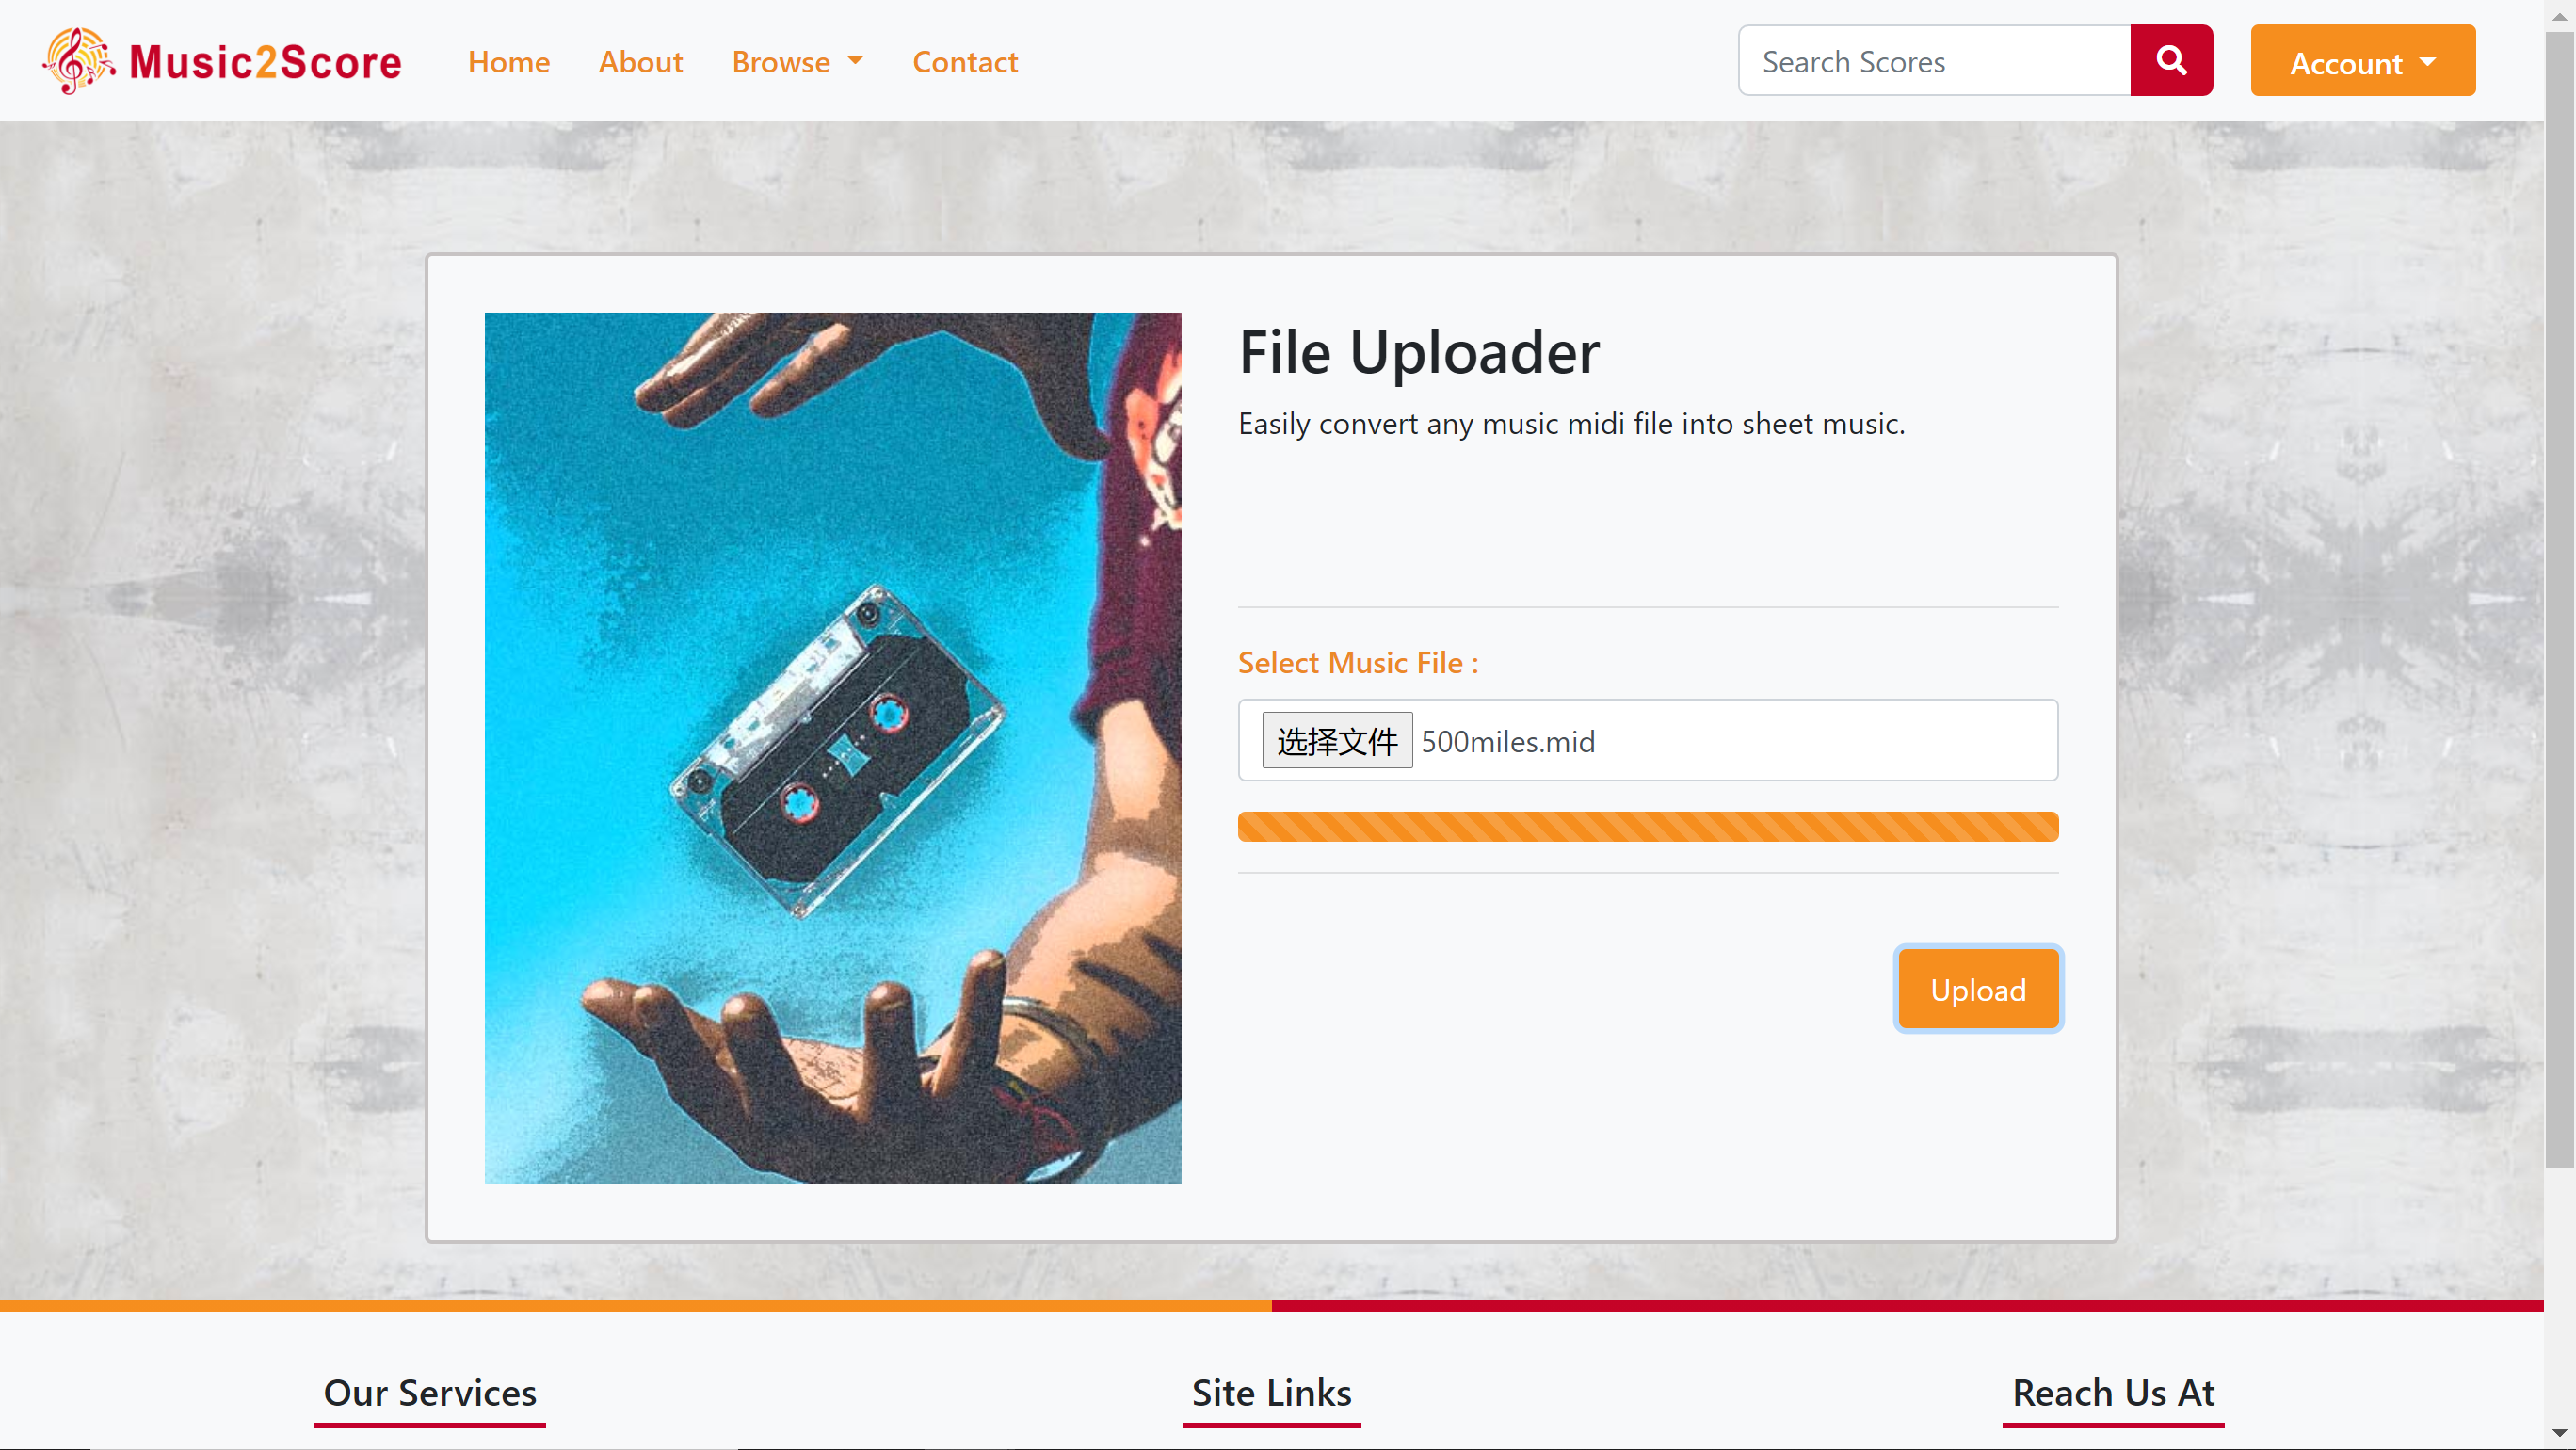 Music2Score
Home About Browse Contact
Search Scores
Account
File Uploader
Easily convert any music midi file into sheet music.
Select Music File :
选择文件 500miles.mid
Upload
Our Services
Site Links
Reach Us At